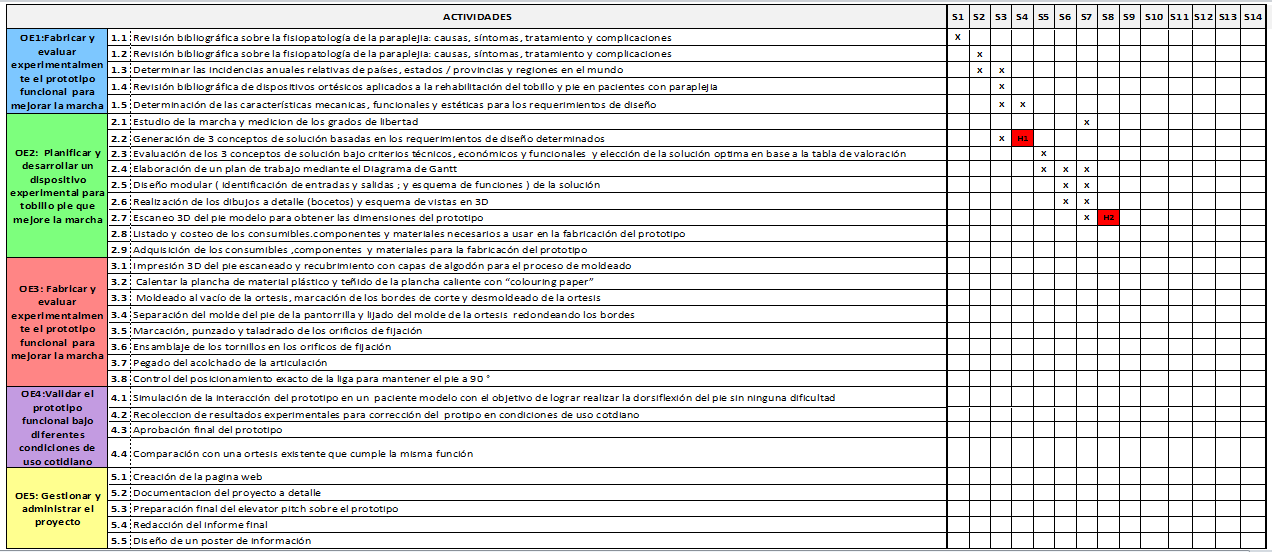 ACTIVIDADES S1 S2 S3 S4 S5 S6 S7 S8 S9 S10 S11 S12 S13 S14
OE1:Fabricar y
evaluar
experimentalmen
te el prototipo
funcional para
mejorar la marcha
1.1 Revisión bibliográfica sobre la fisiopatología de la paraplejia: causas, síntomas, tratamiento y complicaciones x
1.2 Revisión bibliográfica sobre la fisiopatología de la paraplejia: causas, síntomas, tratamiento y complicaciones x
1.3 Determinar las incidencias anuales relativas de países, estados / provincias y regiones en el mundo x x
1.4 Revisión bibliográfica de dispositivos ortésicos aplicados a la rehabilitación del tobillo y pie en pacientes con paraplejia x
1.5 Determinación de las características mecanicas, funcionales y estéticas para los requerimientos de diseño x x
OE2: Planificar y
desarrollar un
dispositivo
experimental para
tobillo pie que
mejore la marcha
2.1 Estudio de la marcha y medicion de los grados de libertad x
2.2 Generación de 3 conceptos de solución basadas en los requerimientos de diseño determinados x H1
2.3 Evaluación de los 3 conceptos de solución bajo criterios técnicos, económicos y funcionales y elección de la solución optima en base a la tabla de valoración x
2.4 Elaboración de un plan de trabajo mediante el Diagrama de Gantt x x x
2.5 Diseño modular ( identificación de entradas y salidas ; y esquema de funciones ) de la solución x x
2.6 Realización de los dibujos a detalle (bocetos) y esquema de vistas en 3D x x
2.7 Escaneo 3D del pie modelo para obtener las dimensiones del prototipo x H2
2.8 Listado y costeo de los consumibles.componentes y materiales necesarios a usar en la fabricación del prototipo
2.9 Adquisición de los consumibles ,componentes y materiales para la fabricacón del prototipo
OE3: Fabricar y
evaluar
experimentalmen
te el prototipo
funcional para
mejorar la marcha
3.1 Impresión 3D del pie escaneado y recubrimiento con capas de algodón para el proceso de moldeado
3.2 Calentar la plancha de material plástico y teñido de la plancha caliente con “colouring paper”
3.3 Moldeado al vacío de la ortesis, marcación de los bordes de corte y desmoldeado de la ortesis
3.4 Separación del molde del pie de la pantorrilla y lijado del molde de la ortesis redondeando los bordes
3.5 Marcación, punzado y taladrado de los orificios de fijación
3.6 Ensamblaje de los tornillos en los orificos de fijación
3.7 Pegado del acolchado de la articulación
3.8 Control del posicionamiento exacto de la liga para mantener el pie a 90 °
OE4:Validar el
prototipo
funcional bajo
diferentes
condiciones de
uso cotidiano
4.1 Simulación de la interacción del prototipo en un paciente modelo con el objetivo de lograr realizar la dorsiflexión del pie sin ninguna dificultad
4.2 Recoleccion de resultados experimentales para corrección del protipo en condiciones de uso cotdiano
4.3 Aprobación final del prototipo
4.4 Comparación con una ortesis existente que cumple la misma función
OE5: Gestionar y
administrar el
proyecto
5.1 Creación de la pagina web
5.2 Documentacion del proyecto a detalle
5.3 Preparación final del elevator pitch sobre el prototipo
5.4 Redacción del informe final
5.5 Diseño de un poster de información